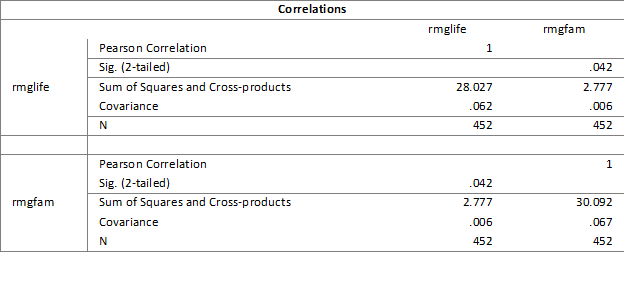 Correlations
rmglife rmgfam
Pearson Correlation 1
Sig. (2-tailed) .042
rmglife Sum of Squares and Cross-products 28.027 2.777
Covariance .062 .006
N 452 452
Pearson Correlation 1
Sig. (2-tailed) .042
rmgfam Sum of Squares and Cross-products 2.777 30.092
Covariance .006 .067
N 452 452